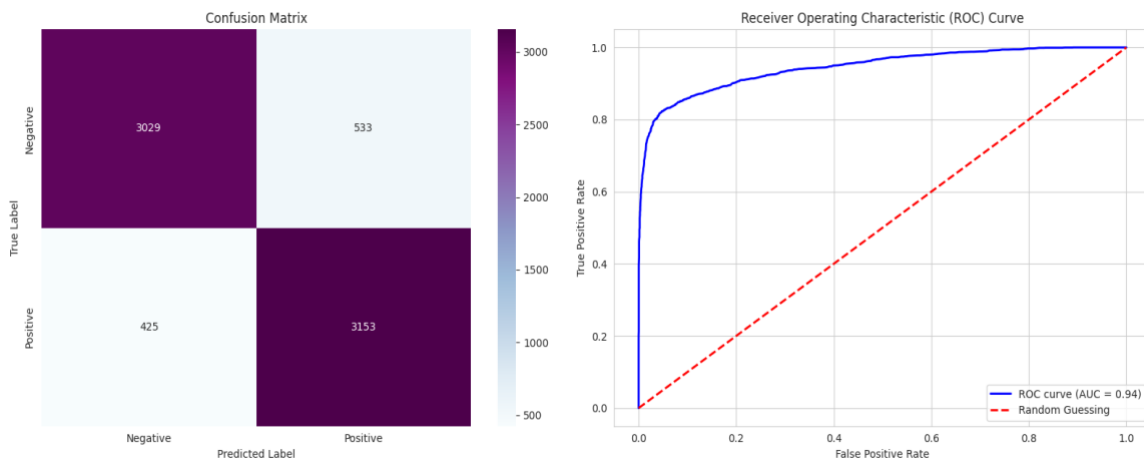 Confusion Matrix
True Label
Negative
Positive
3029
533
425
3153
Negative
Positive
Predicted Label
3000
2500
2000
1500
1000
500
Receiver Operating Characteristic (ROC) Curve
True Positive Rate
1.0
0.8
0.6
0.4
0.2
0.0
0.0
0.2
0.4
0.6
0.8
1.0
False Positive Rate
ROC curve (AUC = 0.94)
Random Guessing